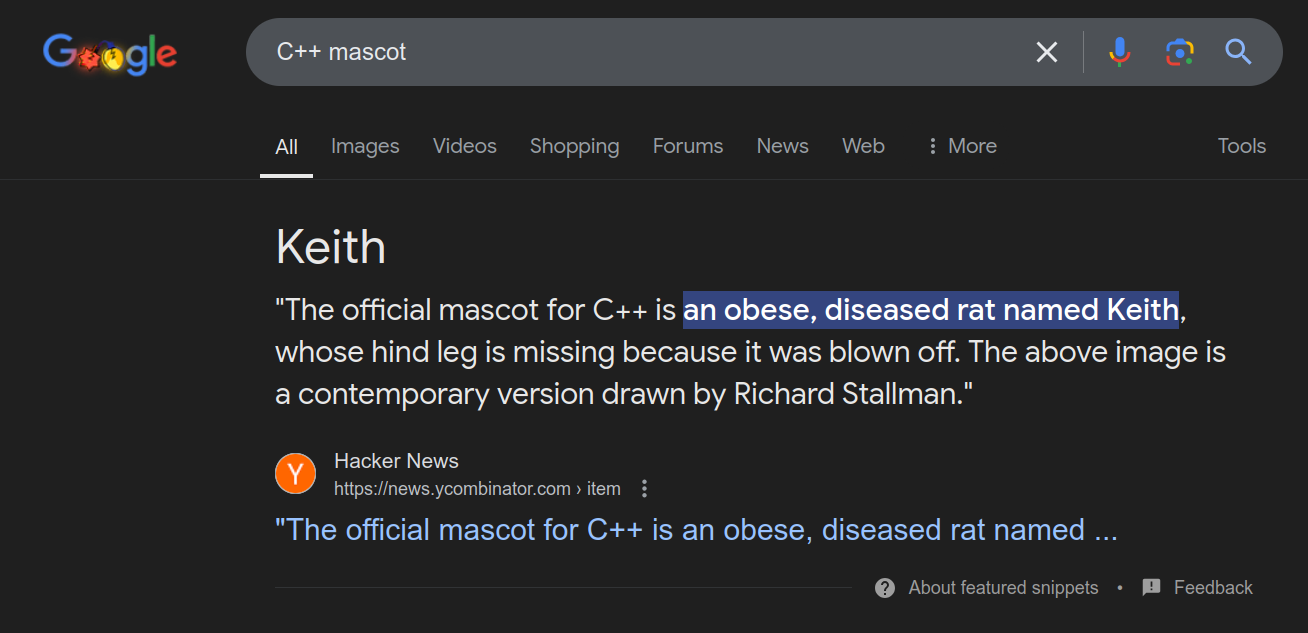 Google
C++ mascot
All Images Videos Shopping Forums News Web More Tools
Keith
"The official mascot for C++ is an obese, diseased rat named Keith,
whose hind leg is missing because it was blown off. The above image is
a contemporary version drawn by Richard Stallman."
Y
Hacker News
https://news.ycombinator.com › item
"The official mascot for C++ is an obese, diseased rat named ...
About featured snippets • Feedback